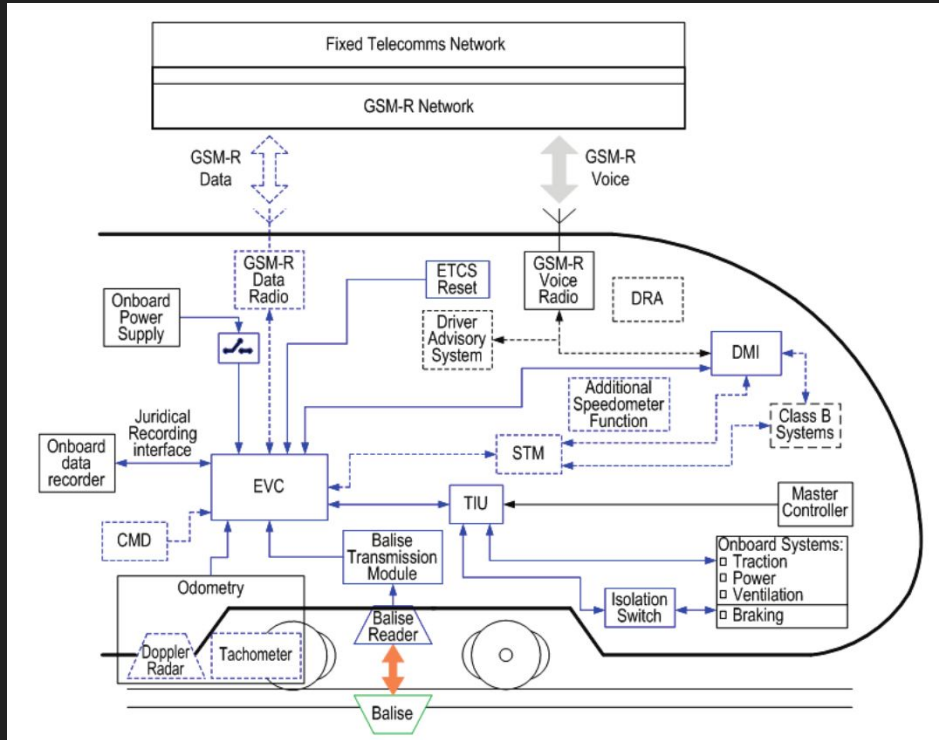 Fixed Telecomms Network
GSM-R Network
GSM-R
Data
GSM-R
Voice
GSM-R
Data
Radio
ETCS
Reset
GSM-R
Voice
Radio
DRA
Onboard
Power
Supply
Driver
Advisory
System
DMI
Additional
Speedometer
Function
Class B
Systems
Juridical
Recording
interface
Onboard
data
recorder
EVC
STM
TIU
Master
Controller
CMD
Balise
Transmission
Module
Onboard Systems:
Traction
Power
Ventilation
Braking
Isolation
Switch
Odometry
Doppler
Radar
Tachometer
Balise
Reader
Balise